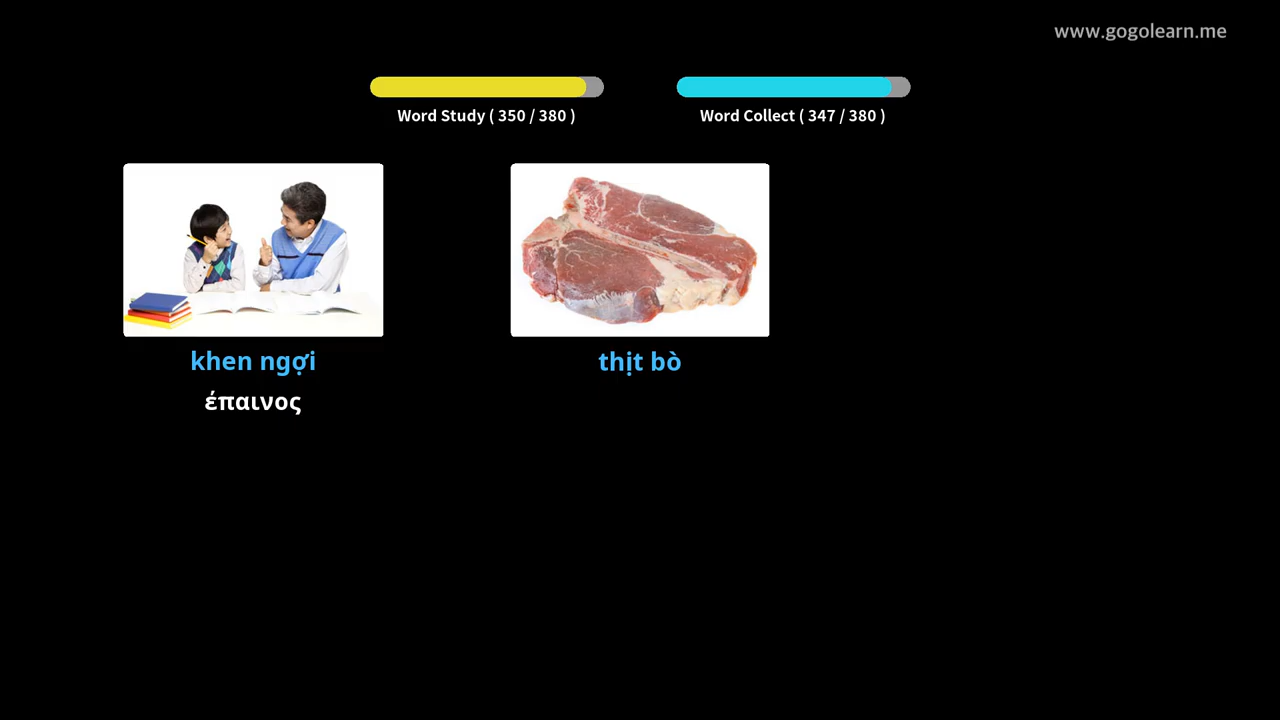 www.gogolearn.me
Word Study ( 350 / 380 )
Word Collect ( 347 / 380 )
khen ngợi
thịt bò
έπαινος